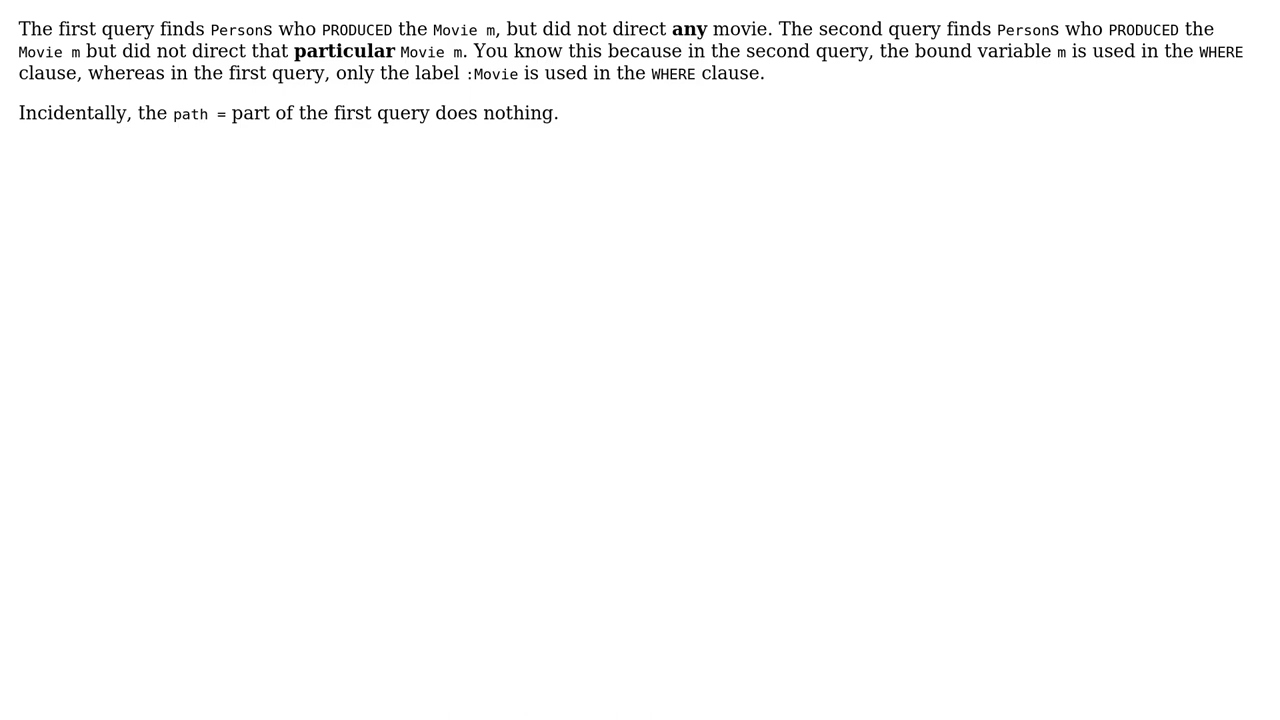 The first query finds Persons who PRODUCED the Movie m, but did not direct any movie. The second query finds Persons who PRODUCED the
Movie m but did not direct that particular Movie m. You know this because in the second query, the bound variable m is used in the WHERE
clause, whereas in the first query, only the label :Movie is used in the WHERE clause.
Incidentally, the path = part of the first query does nothing.